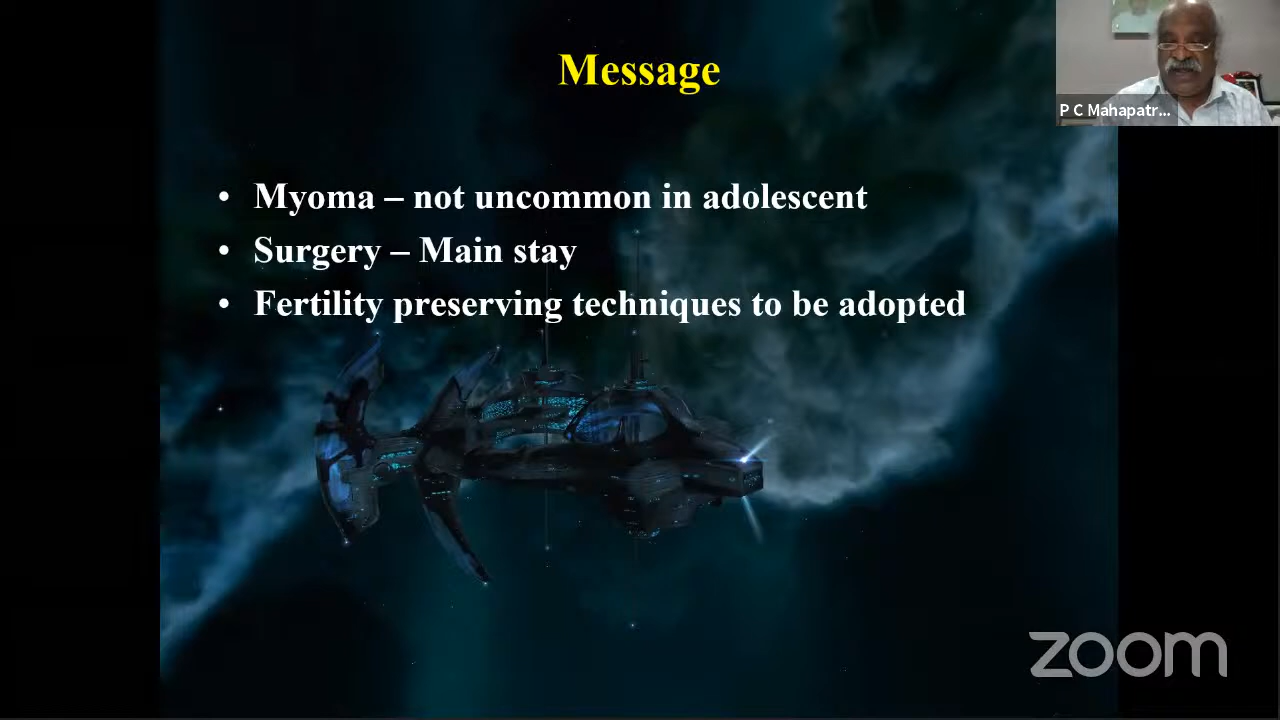 Message
P C Mahapatr...
• Myoma – not uncommon in adolescent
• Surgery – Main stay
• Fertility preserving techniques to be adopted
zoom